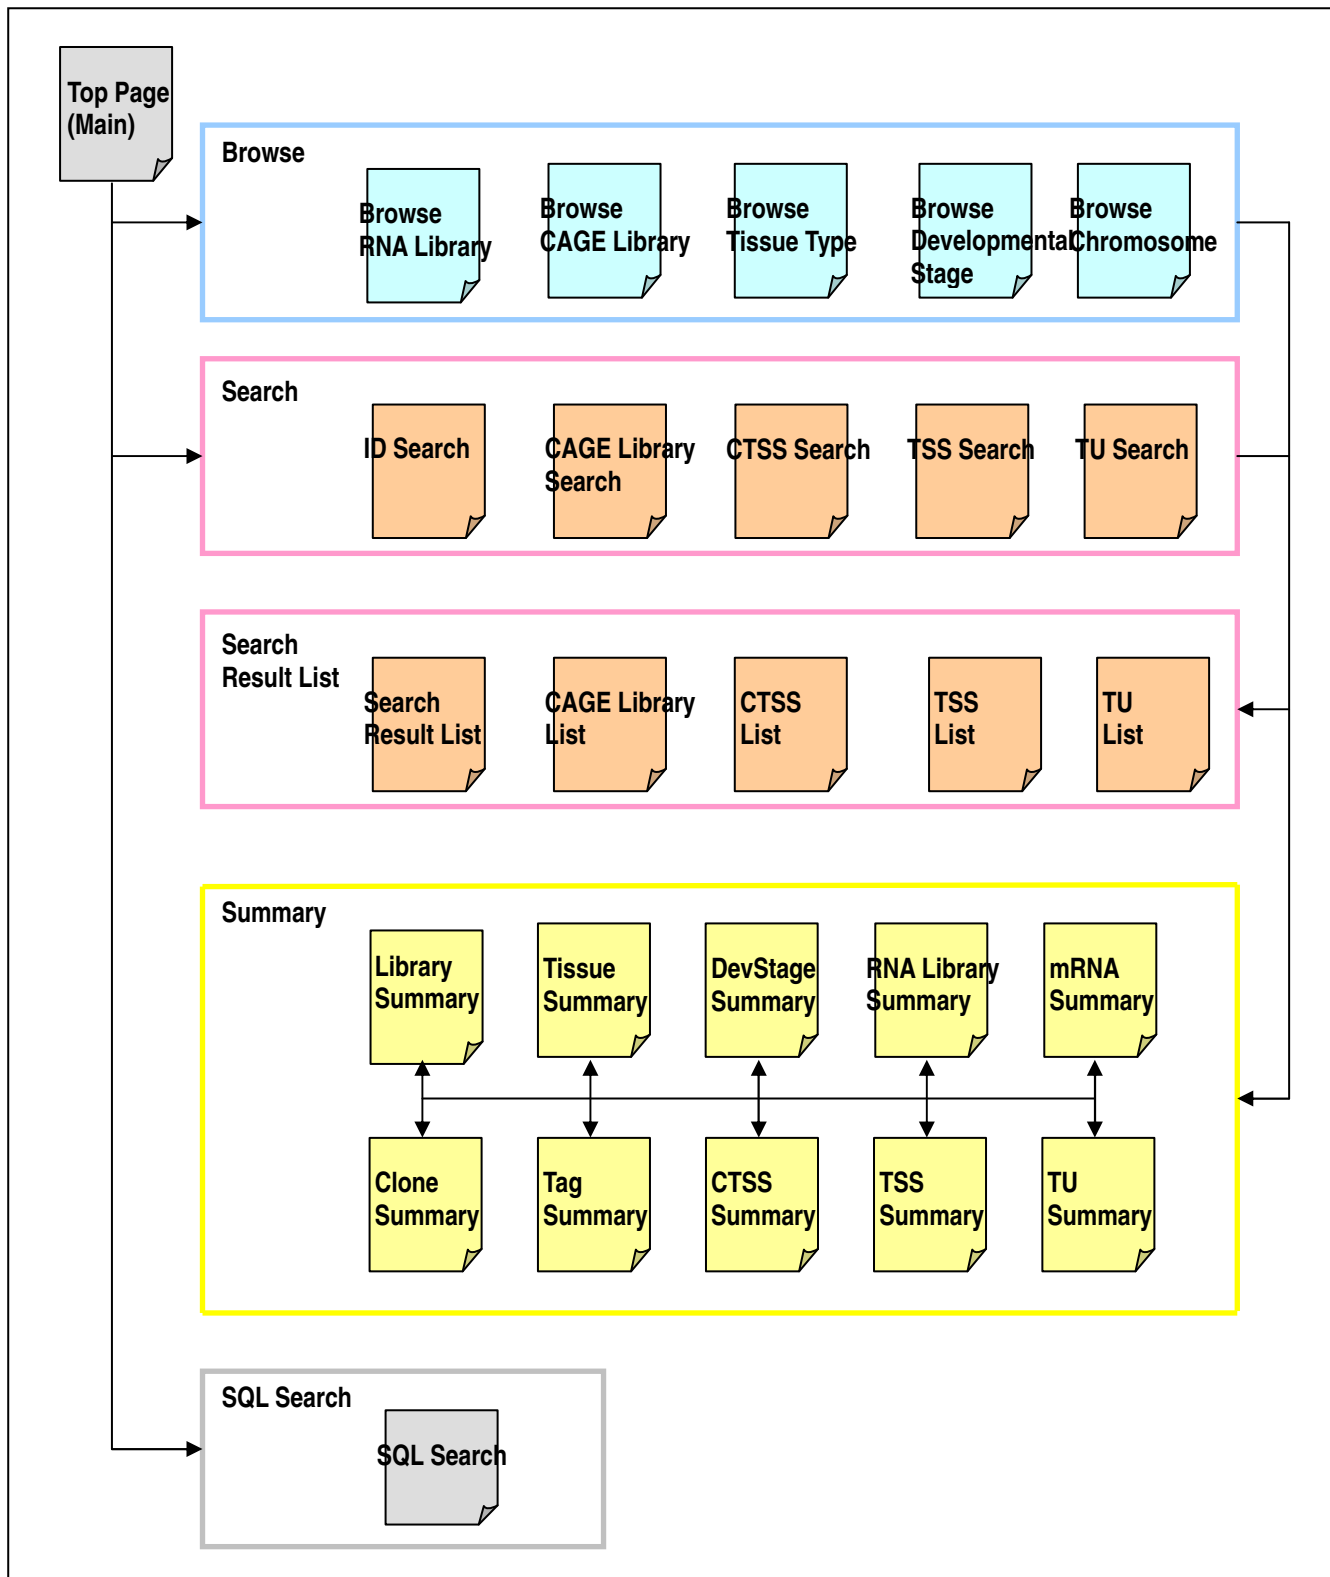 Top Page
(Main)
Browse
Browse
RNA Library
Browse
CAGE Library
Browse
Tissue Type
Browse
Developmental
Stage
Browse
Chromosome
Search
ID Search
CAGE Library
Search
CTSS Search
TSS Search
TU Search
Search
Result List
Search
Result List
CAGE Library
List
CTSS
List
TSS
List
TU
List
Summary
Library
Summary
Tissue
Summary
DevStage
Summary
RNA Library
Summary
mRNA
Summary
Clone
Summary
Tag
Summary
CTSS
Summary
TSS
Summary
TU
Summary
SQL Search
SQL Search